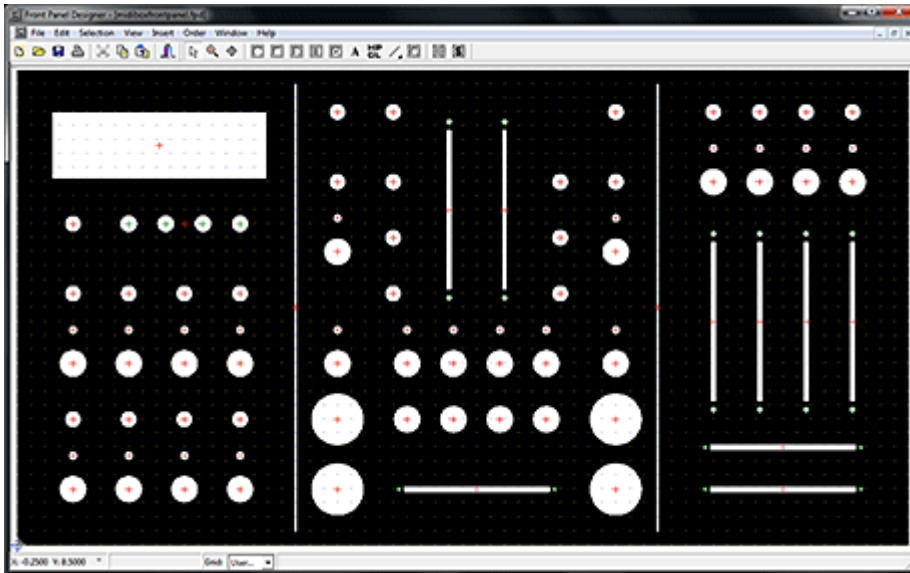 Front Panel Designer - [midiboxfrontpanel.fpd]
File Edit Selection View Insert Order Window Help
X: -0.2500 Y: 8.5000 " Grid: User...